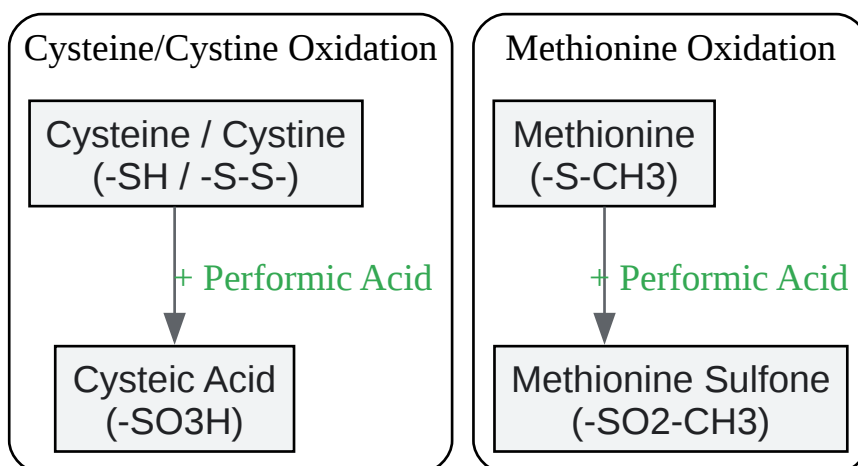 Cysteine/Cystine Oxidation
Cysteine / Cystine
(-SH / -S-S-)
+ Performic Acid
Cysteic Acid
(-SO3H)
Methionine Oxidation
Methionine
(-S-CH3)
+ Performic Acid
Methionine Sulfone
(-SO2-CH3)